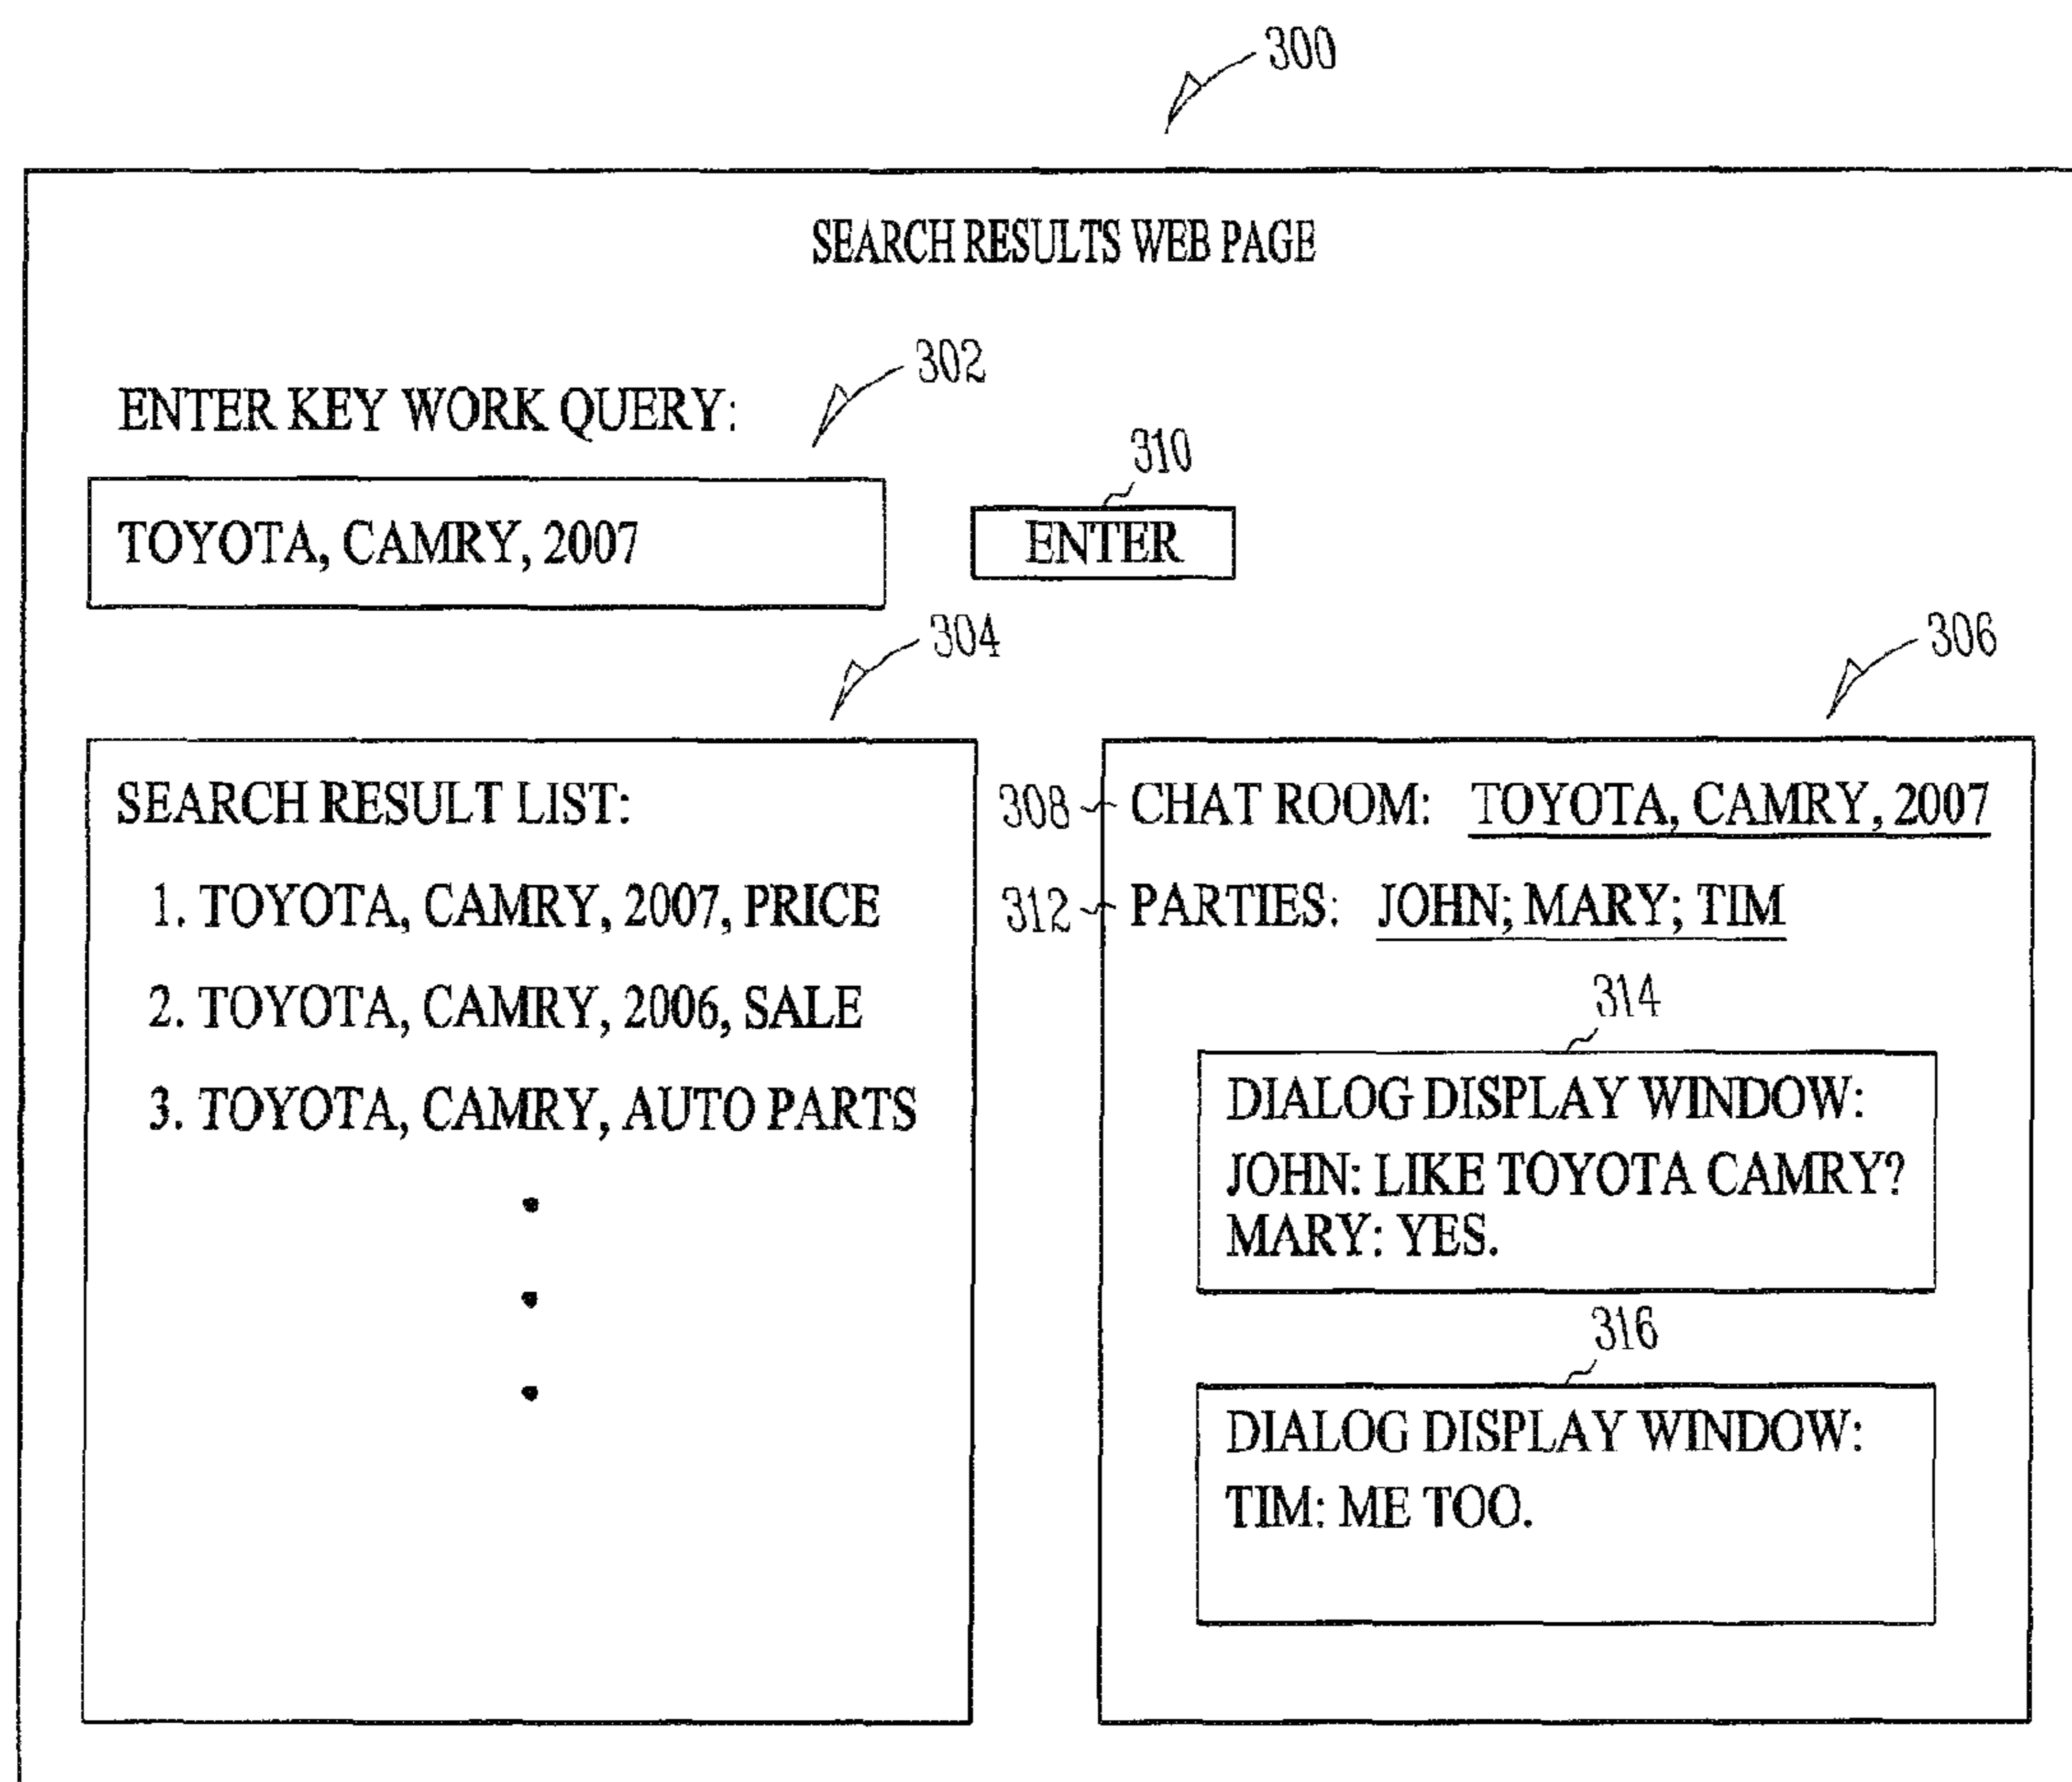 300
SEARCH RESULTS WEB PAGE
302
ENTER KEY WORK QUERY:
310
TOYOTA, CAMRY, 2007
ENTER
304
306
SEARCH RESULT LIST:
1. TOYOTA, CAMRY, 2007, PRICE
2. TOYOTA, CAMRY, 2006, SALE
3. TOYOTA, CAMRY, AUTO PARTS
308
CHAT ROOM: TOYOTA, CAMRY, 2007
312
PARTIES: JOHN; MARY; TIM
314
DIALOG DISPLAY WINDOW:
JOHN: LIKE TOYOTA CAMRY?
MARY: YES.
316
DIALOG DISPLAY WINDOW:
TIM: ME TOO.